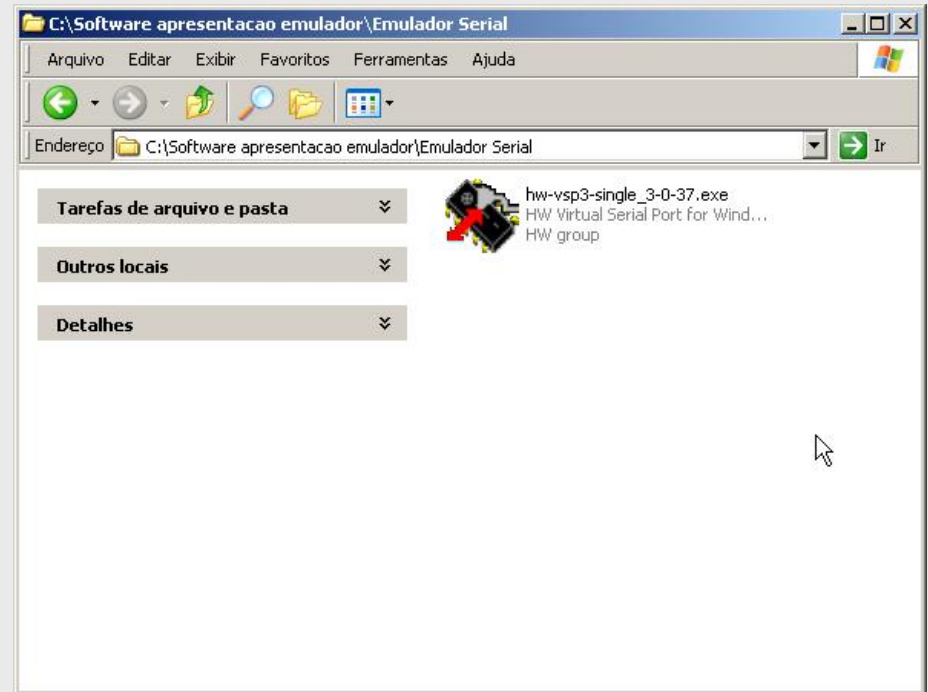 C:\Software apresentacao emulador\Emulador Serial
Arquivo Editar Exibir Favoritos Ferramentas Ajuda
Endereço C:\Software apresentacao emulador\Emulador Serial Ir
Tarefas de arquivo e pasta
Outros locais
Detalhes
hw-vsp3-single_3-0-37.exe
HW Virtual Serial Port for Wind...
HW group